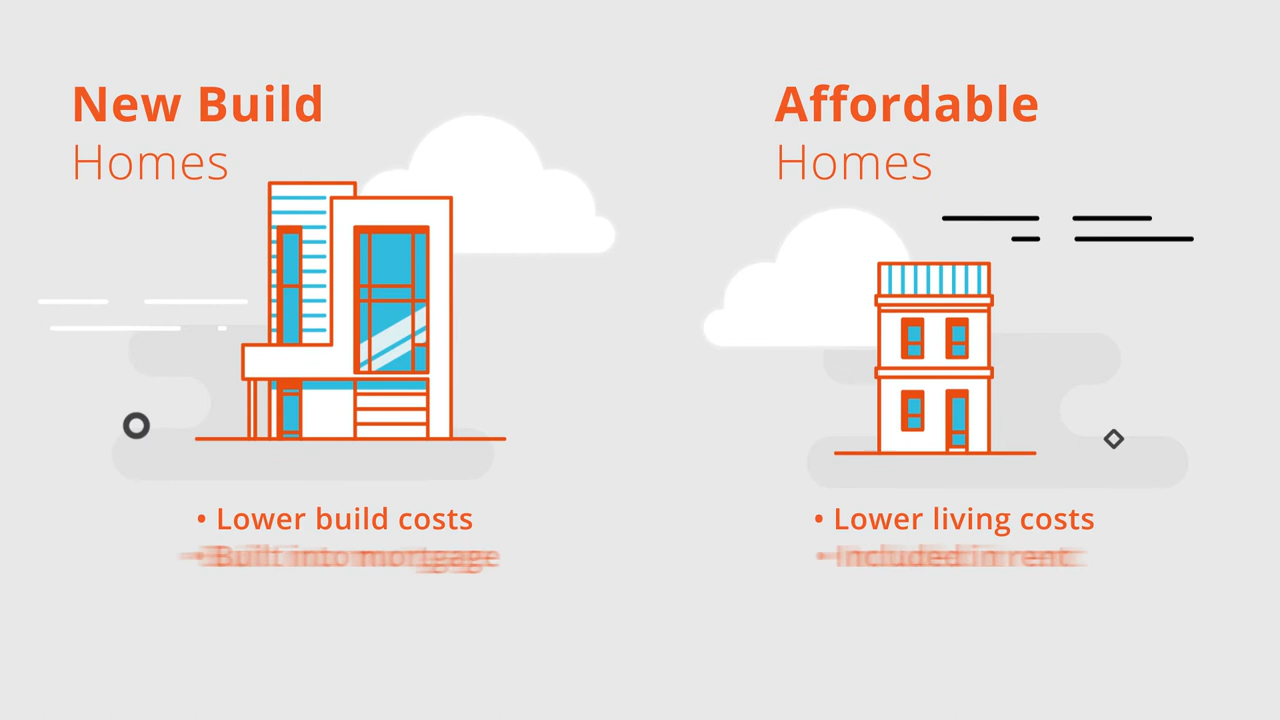 New Build
Homes
Affordable
Homes
• Lower build costs
• Built into mortgage
• Lower living costs
• Included in rent